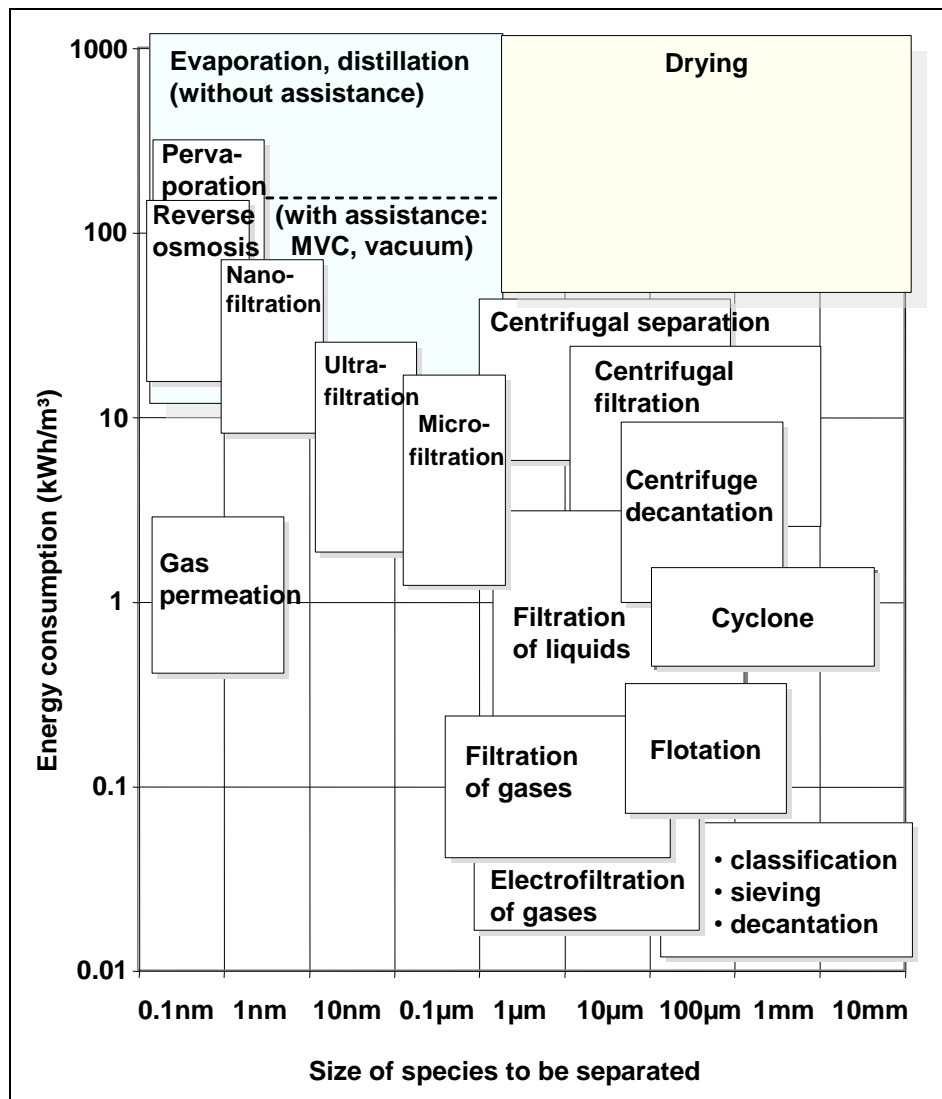 1000
Evaporation, distillation
(without assistance)
Drying
Perva-
poration
Reverse
osmosis
(with assistance:
MVC, vacuum)
100
Nano-
filtration
Centrifugal separation
Ultra-
filtration
Centrifugal
filtration
10
Micro-
filtration
Centrifuge
decantation
Gas
permeation
1
Filtration
of liquids
Cyclone
Filtration
of gases
Flotation
0.1
Electrofiltration
of gases
• classification
• sieving
• decantation
0.01
Energy consumption (kWh/m³)
0.1nm 1nm 10nm 0.1µm 1µm 10µm 100µm 1mm 10mm
Size of species to be separated